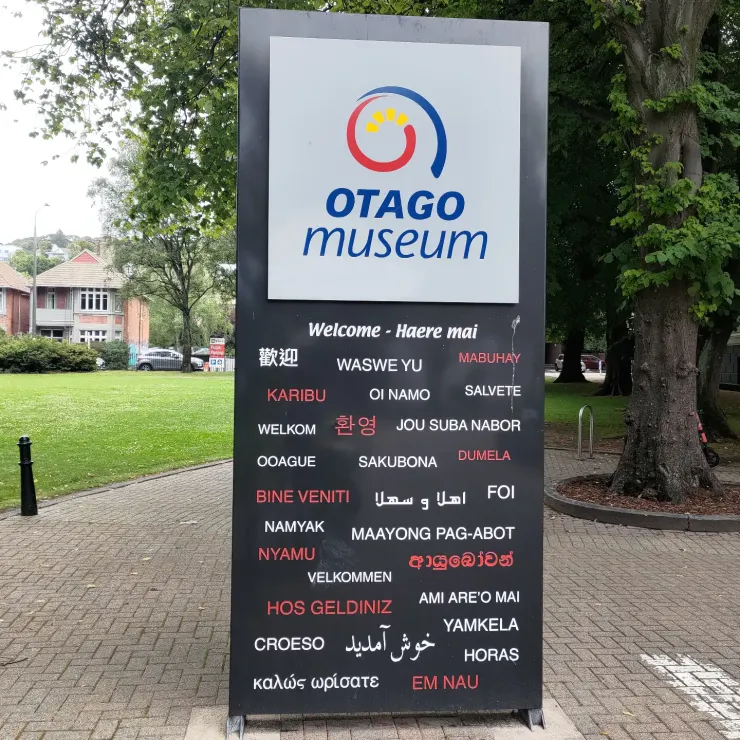 OTAGO
museum
Welcome - Haere mai
歡迎 WASWE YU MABUHAY
KARIBU OI NAMO SALVETE
WELKOM 환영 JOU SUBA NABOR
OOAGUE SAKUBONA DUMELA
BINE VENITI اهلا و سهلا FOI
NAMYAK MAAYONG PAG-ABOT
NYAMU ආයුබෝවන්
VELKOMMEN
HOS GELDINIZ AMI ARE'O MAI
YAMKELA
CROESO خوش آمدید HORAS
καλώς ωρίσατε EM NAU